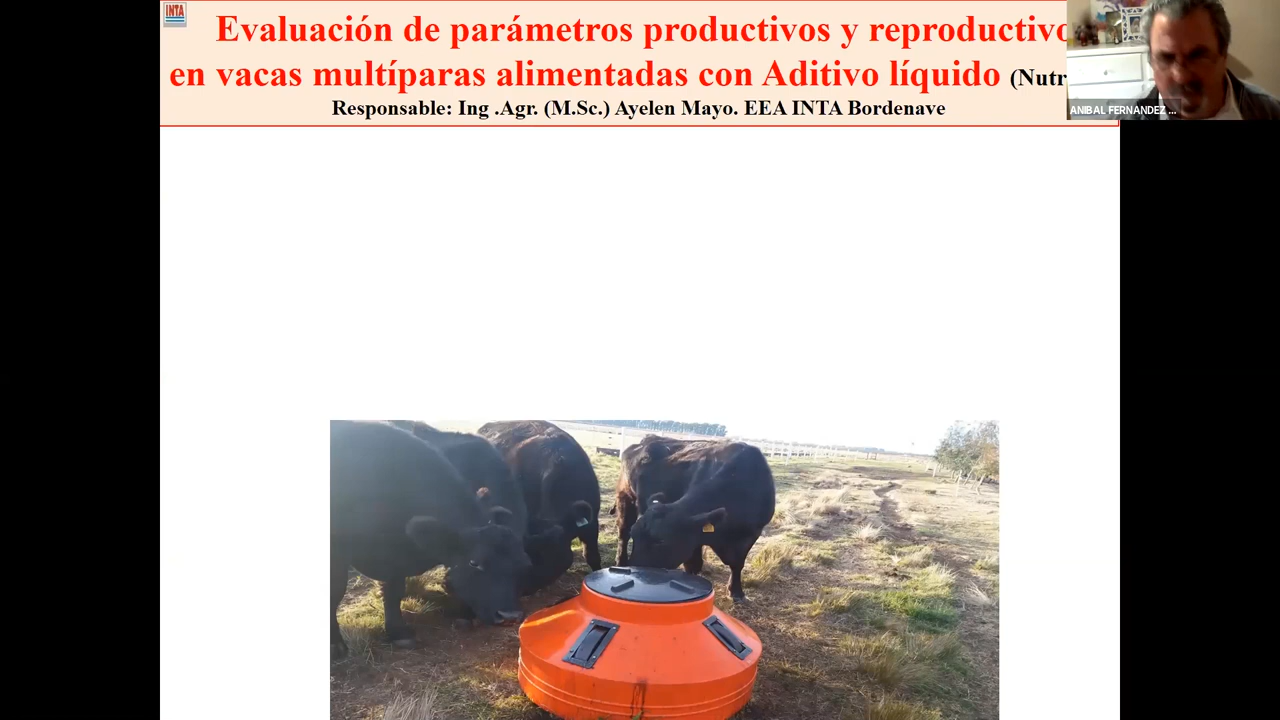 INTA
Evaluación de parámetros productivos y reproductivo
en vacas multíparas alimentadas con Aditivo líquido (Nutr
Responsable: Ing .Agr. (M.Sc.) Ayelen Mayo. EEA INTA Bordenave
ANIBAL FERNANDEZ ...